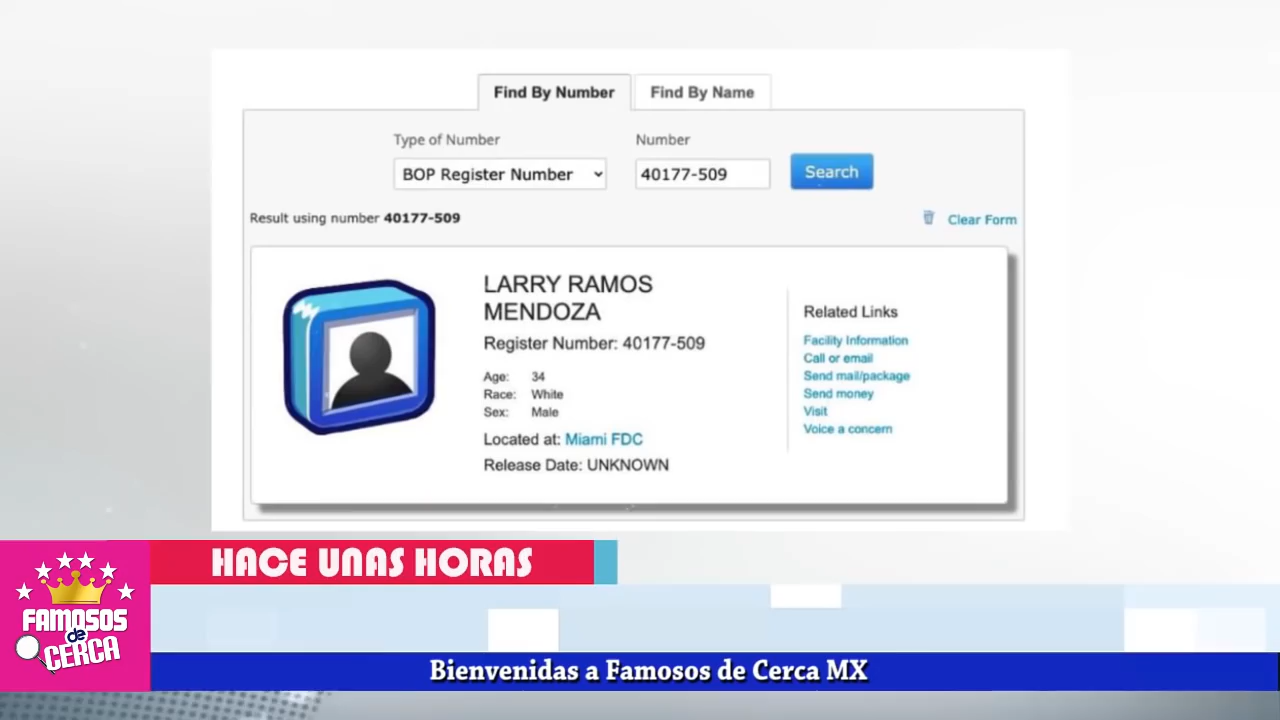 Find By Number
Find By Name
Type of Number
Number
BOP Register Number
40177-509
Search
Result using number 40177-509
Clear Form
LARRY RAMOS
MENDOZA
Register Number: 40177-509
Age: 34
Race: White
Sex: Male
Located at: Miami FDC
Release Date: UNKNOWN
Related Links
Facility Information
Call or email
Send mail/package
Send money
Visit
Voice a concern
HACE UNAS HORAS
FAMOSOS
de
CERCA
Bienvenidas a Famosos de Cerca MX